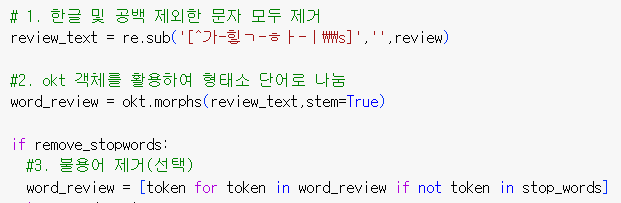 # 1. 한글 및 공백 제외한 문자 모두 제거
review_text = re.sub('[^가-힣ㄱ-ㅎㅏ-ㅣ₩₩s]','',review)
#2. okt 객체를 활용하여 형태소 단어로 나눔
word_review = okt.morphs(review_text,stem=True)
if remove_stopwords:
#3. 불용어 제거(선택)
word_review = [token for token in word_review if not token in stop_words]